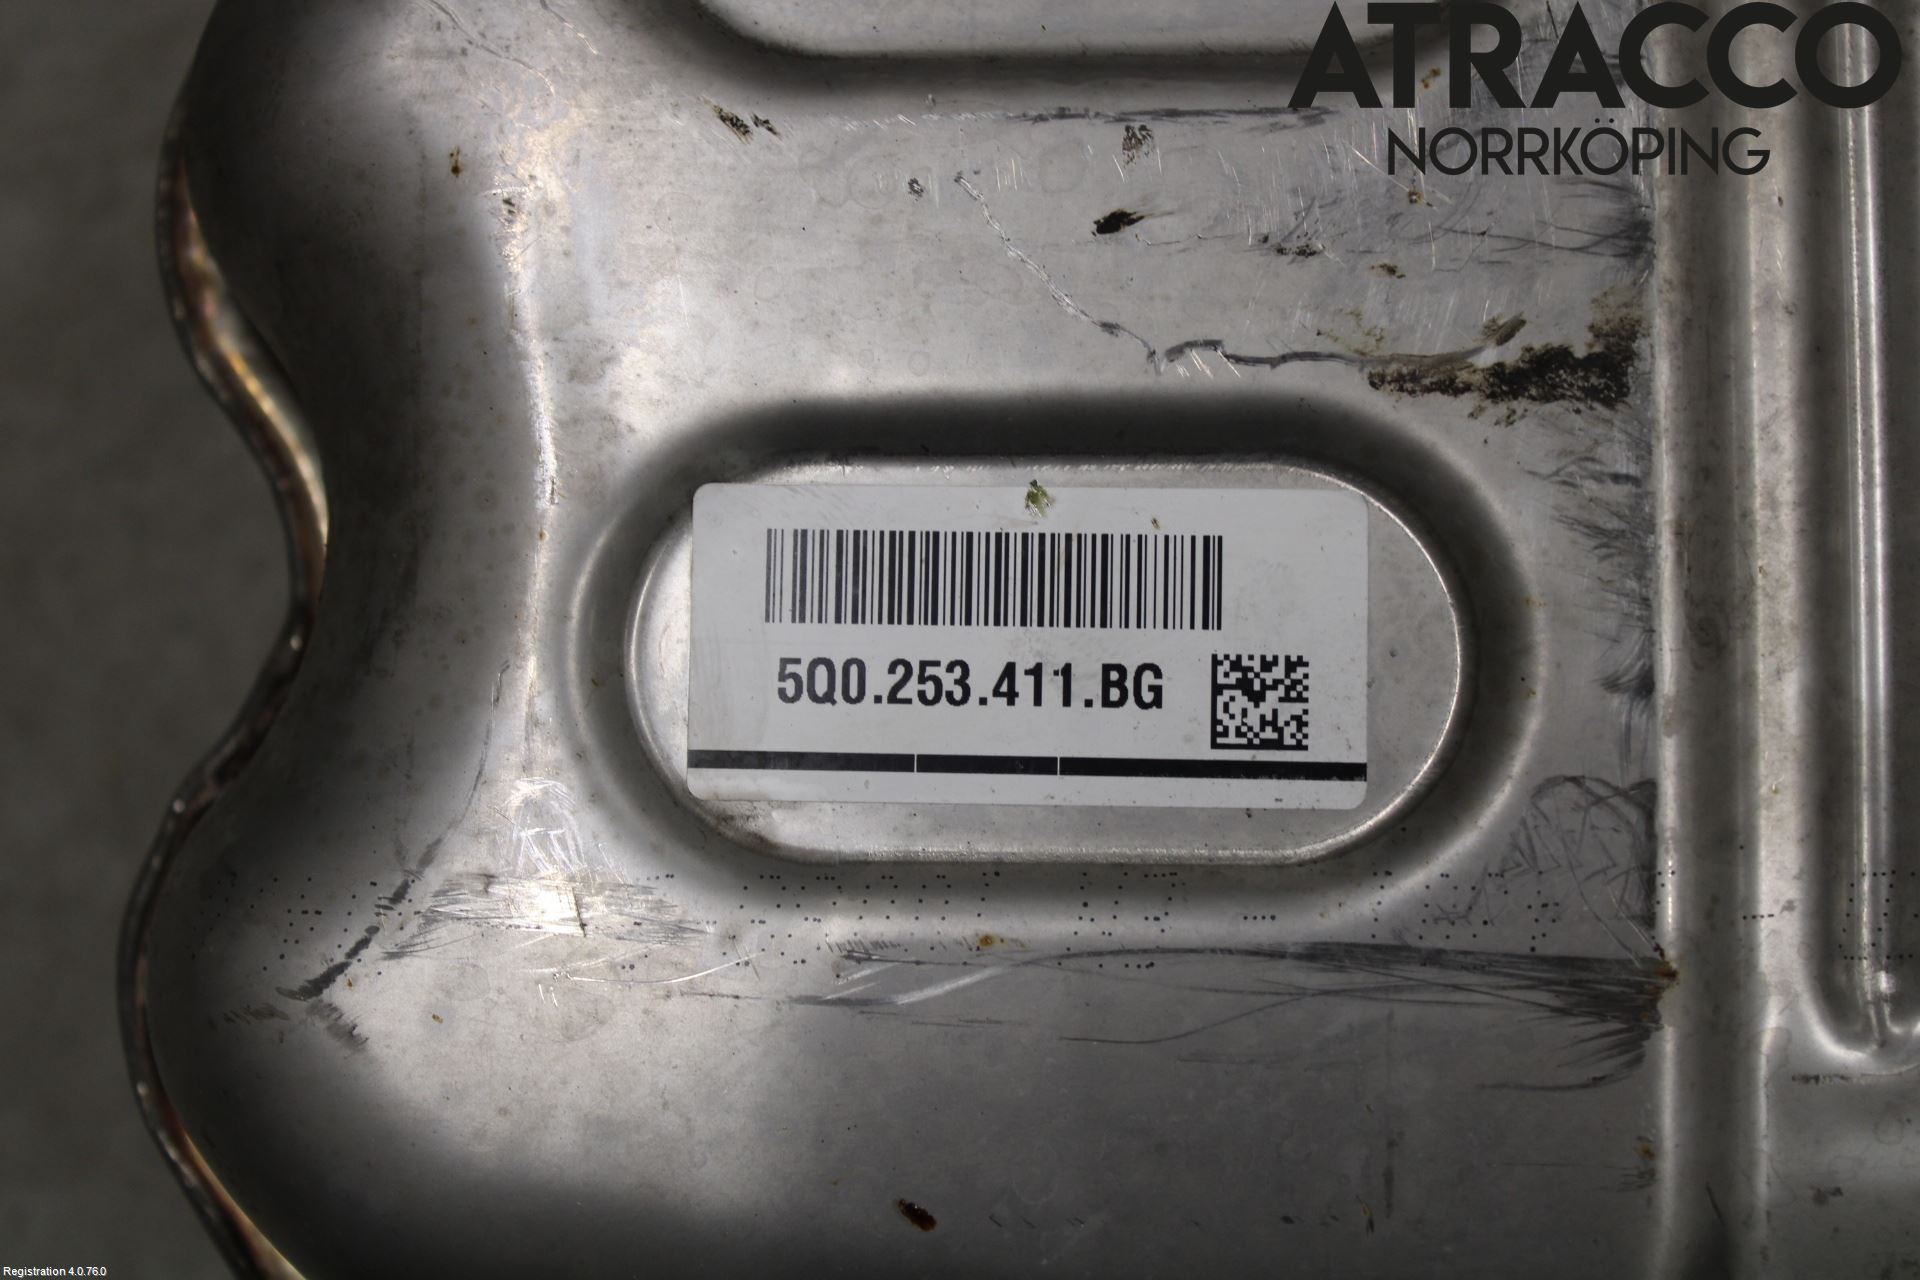 ATRACCO
NORRKÖPING
5Q0.253.411.BG
Registration 4.0.76.0